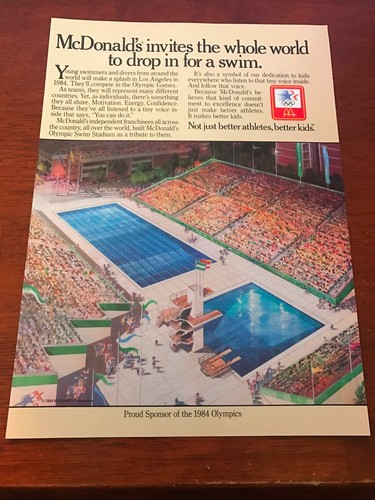 McDonald's invites the whole world
to drop in for a swim.
Young swimmers and divers from around the
world will make a splash in Los Angeles in
1984. They'll compete in the Olympic Games.
As teams, they will represent many different
countries. Yet, as individuals, there's something
they all share. Motivation. Energy. Confidence.
Because they've all listened to a tiny voice in-
side that says, "You can do it."
McDonald's independent franchisees all across
the country, all over the world, built McDonald's
Olympic Swim Stadium as a tribute to them.
It's also a symbol of our dedication to kids
everywhere who listen to that tiny voice inside.
And follow that voice.
Because McDonald's be-
lieves that kind of commit-
ment to excellence doesn't
just make better athletes.
It makes better kids.
Not just better athletes, better kids.
© 1984 McDonald's Corporation
Proud Sponsor of the 1984 Olympics